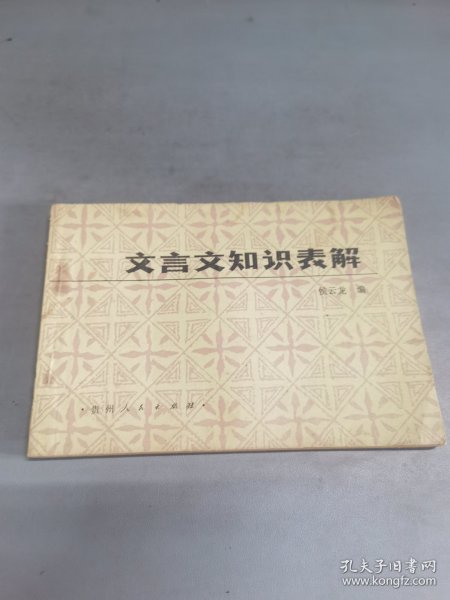 文言文知识表解
侯云龙 编
·贵州人民出版社·
孔夫子旧书网
www.kongfz.com